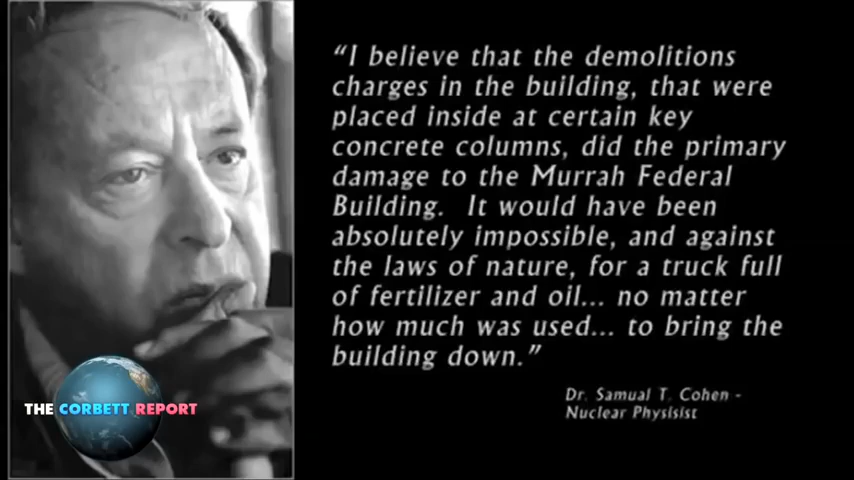 “I believe that the demolitions
charges in the building, that were
placed inside at certain key
concrete columns, did the primary
damage to the Murrah Federal
Building. It would have been
absolutely impossible, and against
the laws of nature, for a truck full
of fertilizer and oil... no matter
how much was used... to bring the
building down.”
Dr. Samual T. Cohen -
Nuclear Physisist
THE CORBETT REPORT